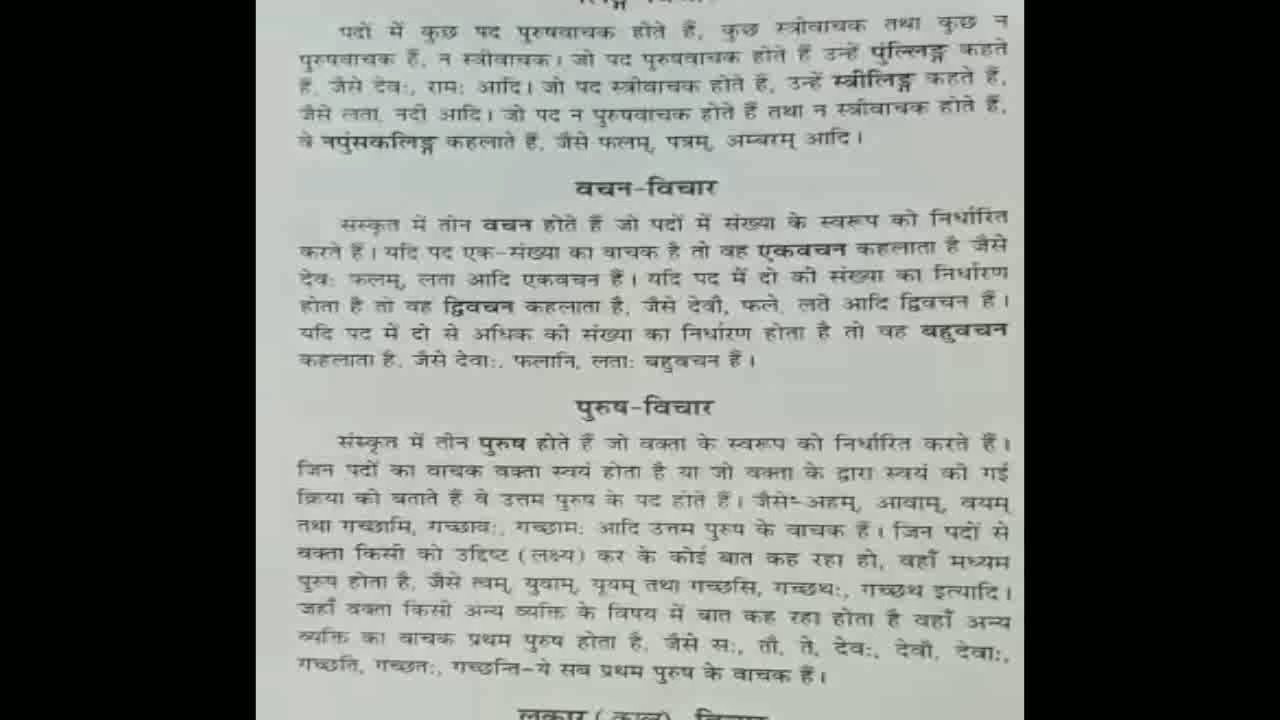 लिङ्ग-विचार
पदों में कुछ पद पुरुषवाचक होते हैं, कुछ स्त्रीवाचक तथा कुछ न
पुरुषवाचक हैं, न स्त्रीवाचक। जो पद पुरुषवाचक होते हैं उन्हें पुंल्लिङ्ग कहते
हैं, जैसे देवः, रामः आदि। जो पद स्त्रीवाचक होते हैं, उन्हें स्त्रीलिङ्ग कहते हैं,
जैसे लता, नदी आदि। जो पद न पुरुषवाचक होते हैं तथा न स्त्रीवाचक होते हैं,
वे नपुंसकलिङ्ग कहलाते हैं, जैसे फलम्, पत्रम्, अम्बरम् आदि।
वचन-विचार
संस्कृत में तीन वचन होते हैं जो पदों में संख्या के स्वरूप को निर्धारित
करते हैं। यदि पद एक-संख्या का वाचक है तो वह एकवचन कहलाता है जैसे
देवः फलम्, लता आदि एकवचन हैं। यदि पद में दो की संख्या का निर्धारण
होता है तो वह द्विवचन कहलाता है, जैसे देवौ, फले, लते आदि द्विवचन हैं।
यदि पद में दो से अधिक की संख्या का निर्धारण होता है तो वह बहुवचन
कहलाता है, जैसे देवाः, फलानि, लताः बहुवचन हैं।
पुरुष-विचार
संस्कृत में तीन पुरुष होते हैं जो वक्ता के स्वरूप को निर्धारित करते हैं।
जिन पदों का वाचक वक्ता स्वयं होता है या जो वक्ता के द्वारा स्वयं की गई
क्रिया को बताते हैं वे उत्तम पुरुष के पद होते हैं। जैसे-अहम्, आवाम्, वयम्
तथा गच्छामि, गच्छावः, गच्छामः आदि उत्तम पुरुष के वाचक हैं। जिन पदों से
वक्ता किसी को उद्दिष्ट (लक्ष्य) कर के कोई बात कह रहा हो, वहाँ मध्यम
पुरुष होता है, जैसे त्वम्, युवाम्, यूयम् तथा गच्छसि, गच्छथः, गच्छथ इत्यादि।
जहाँ वक्ता किसी अन्य व्यक्ति के विषय में बात कह रहा होता है वहाँ अन्य
व्यक्ति का वाचक प्रथम पुरुष होता है, जैसे सः, तौ, ते, देवः, देवौ, देवाः,
गच्छति, गच्छतः, गच्छन्ति-ये सब प्रथम पुरुष के वाचक हैं।
लकार (काल)-विचार